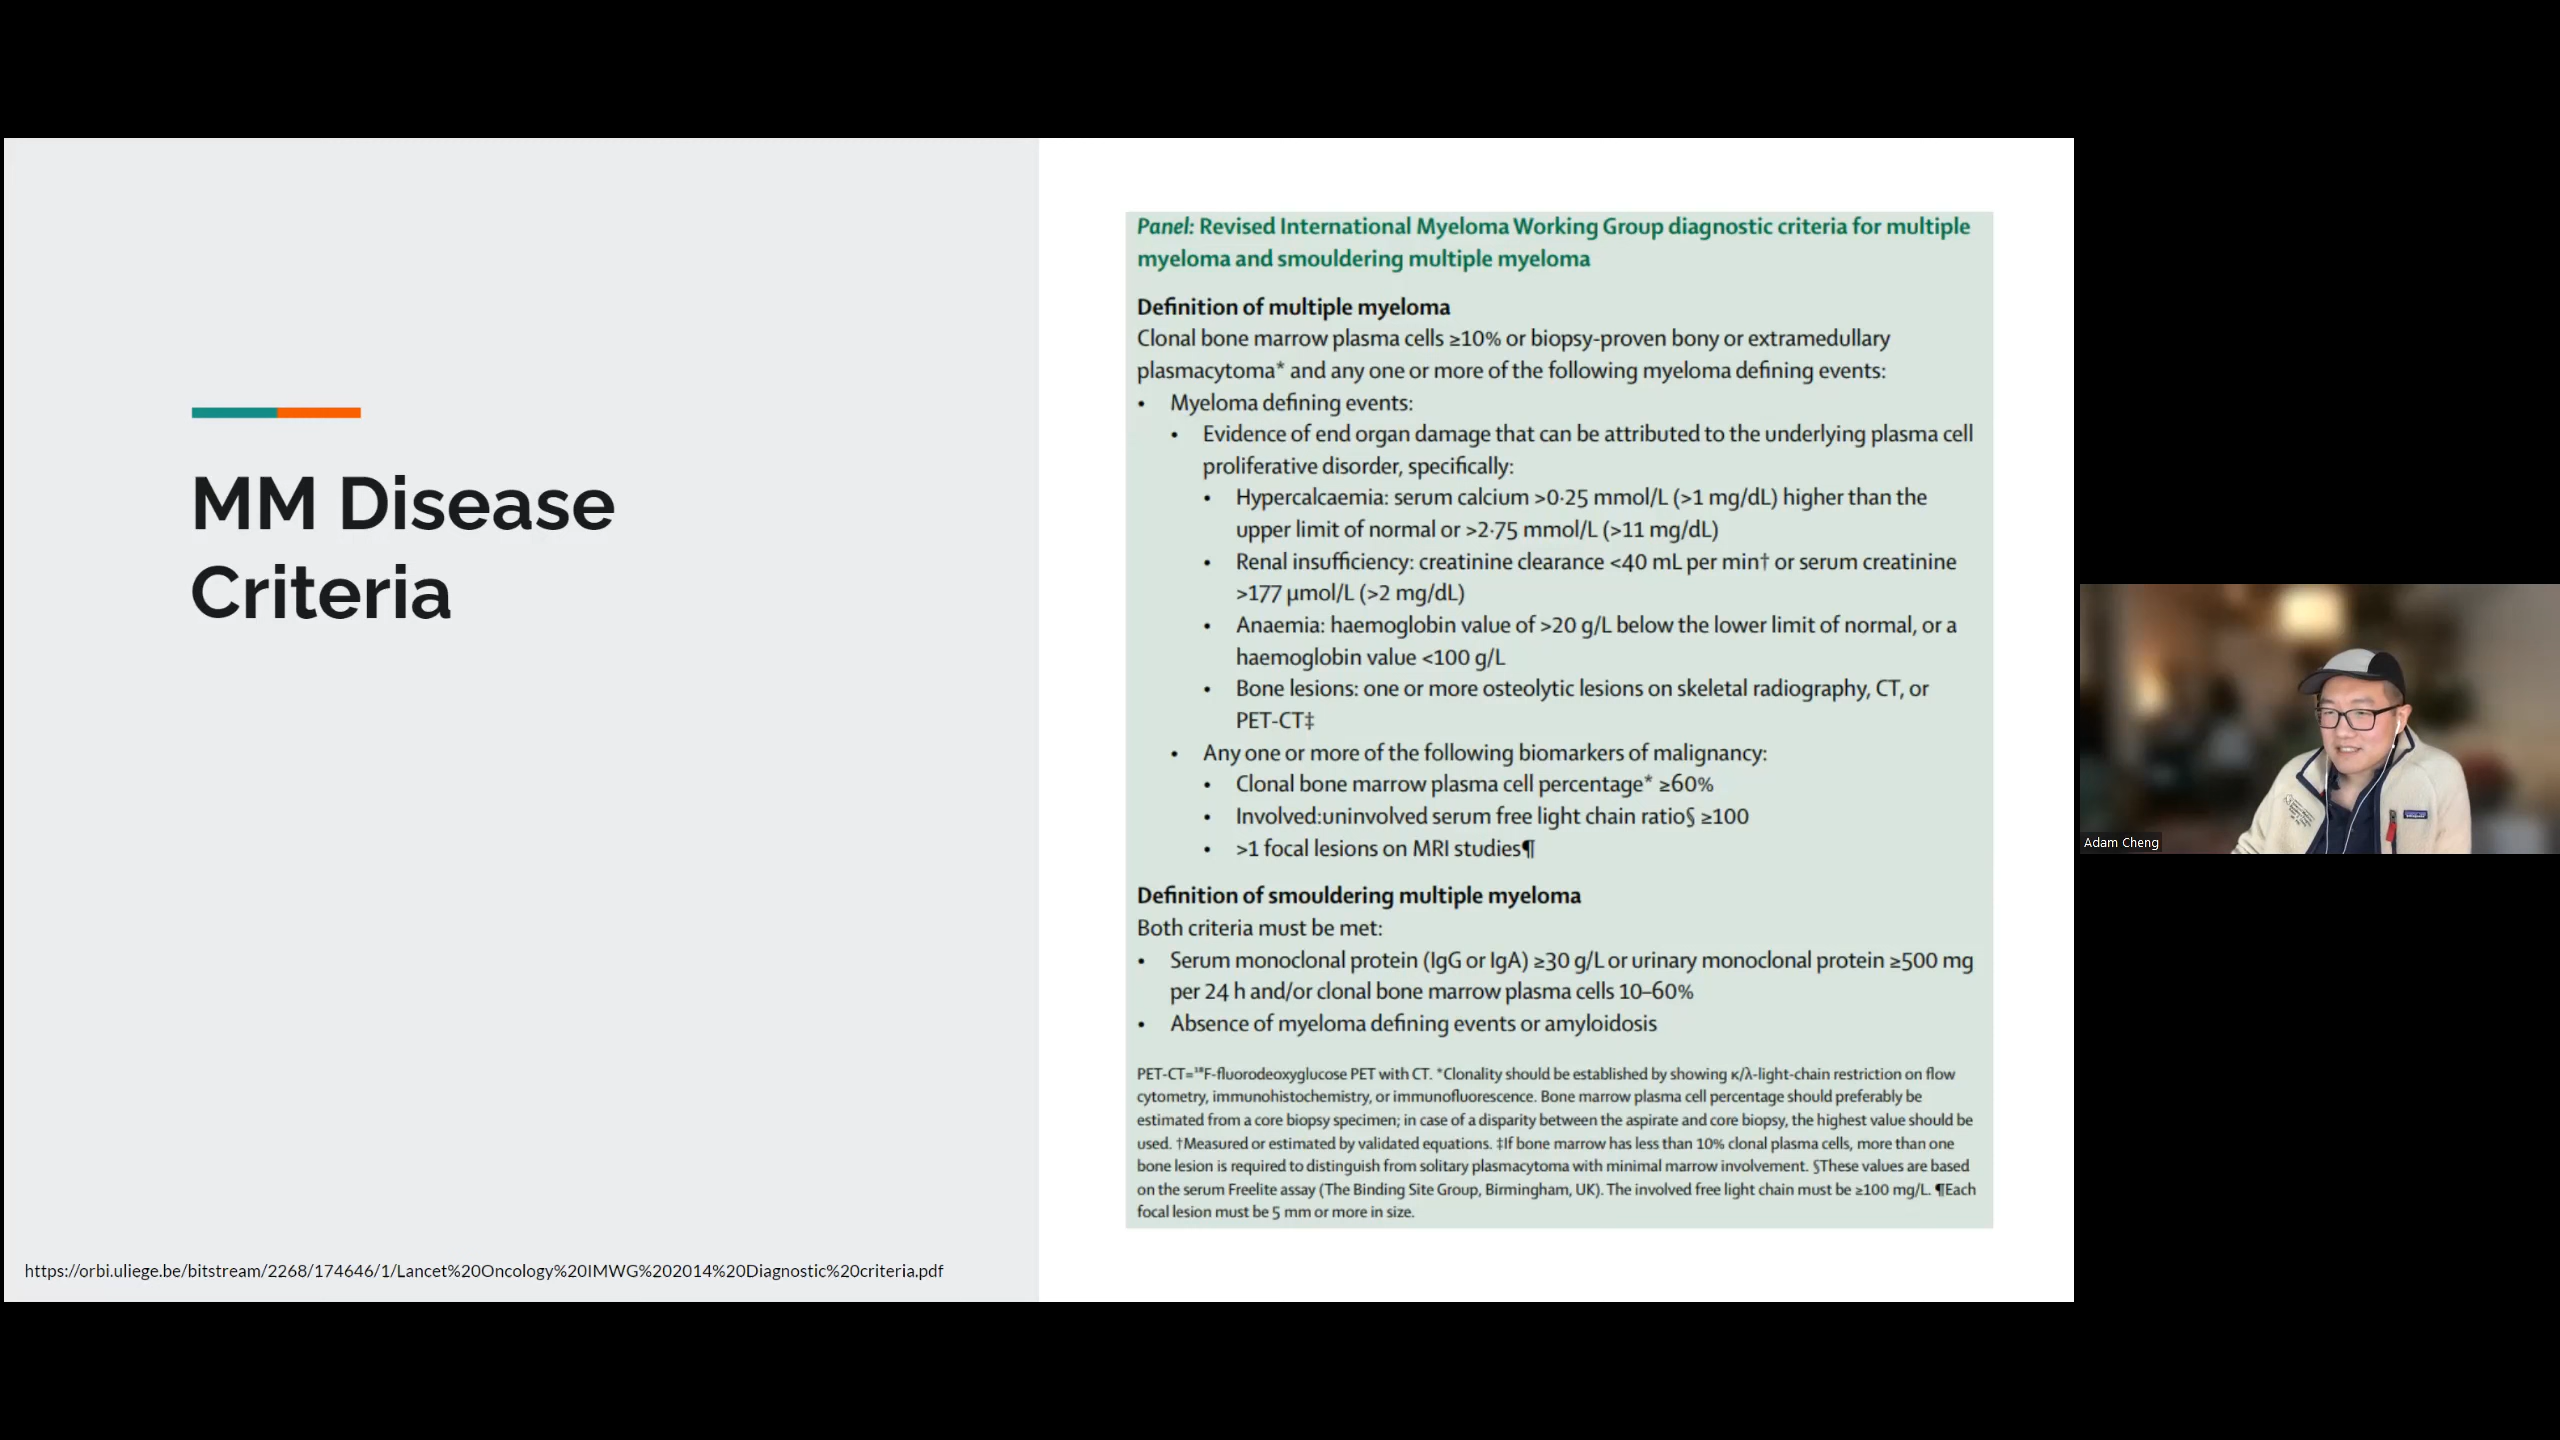 MM Disease
Criteria
https://orbi.uliege.be/bitstream/2268/174646/1/Lancet%20Oncology%20IMWG%202014%20Diagnostic%20criteria.pdf
Panel: Revised International Myeloma Working Group diagnostic criteria for multiple
myeloma and smouldering multiple myeloma
Definition of multiple myeloma
Clonal bone marrow plasma cells ≥10% or biopsy-proven bony or extramedullary
plasmacytoma* and any one or more of the following myeloma defining events:
• Myeloma defining events:
• Evidence of end organ damage that can be attributed to the underlying plasma cell
proliferative disorder, specifically:
• Hypercalcaemia: serum calcium >0·25 mmol/L (>1 mg/dL) higher than the
upper limit of normal or >2·75 mmol/L (>11 mg/dL)
• Renal insufficiency: creatinine clearance <40 mL per min† or serum creatinine
>177 μmol/L (>2 mg/dL)
• Anaemia: haemoglobin value of >20 g/L below the lower limit of normal, or a
haemoglobin value <100 g/L
• Bone lesions: one or more osteolytic lesions on skeletal radiography, CT, or
PET-CT‡
• Any one or more of the following biomarkers of malignancy:
• Clonal bone marrow plasma cell percentage* ≥60%
• Involved:uninvolved serum free light chain ratio§ ≥100
• >1 focal lesions on MRI studies¶
Definition of smouldering multiple myeloma
Both criteria must be met:
• Serum monoclonal protein (IgG or IgA) ≥30 g/L or urinary monoclonal protein ≥500 mg
per 24 h and/or clonal bone marrow plasma cells 10–60%
• Absence of myeloma defining events or amyloidosis
PET-CT=¹⁸F-fluorodeoxyglucose PET with CT. *Clonality should be established by showing κ/λ-light-chain restriction on flow
cytometry, immunohistochemistry, or immunofluorescence. Bone marrow plasma cell percentage should preferably be
estimated from a core biopsy specimen; in case of a disparity between the aspirate and core biopsy, the highest value should be
used. †Measured or estimated by validated equations. ‡If bone marrow has less than 10% clonal plasma cells, more than one
bone lesion is required to distinguish from solitary plasmacytoma with minimal marrow involvement. §These values are based
on the serum Freelite assay (The Binding Site Group, Birmingham, UK). The involved free light chain must be ≥100 mg/L. ¶Each
focal lesion must be 5 mm or more in size.
Adam Cheng